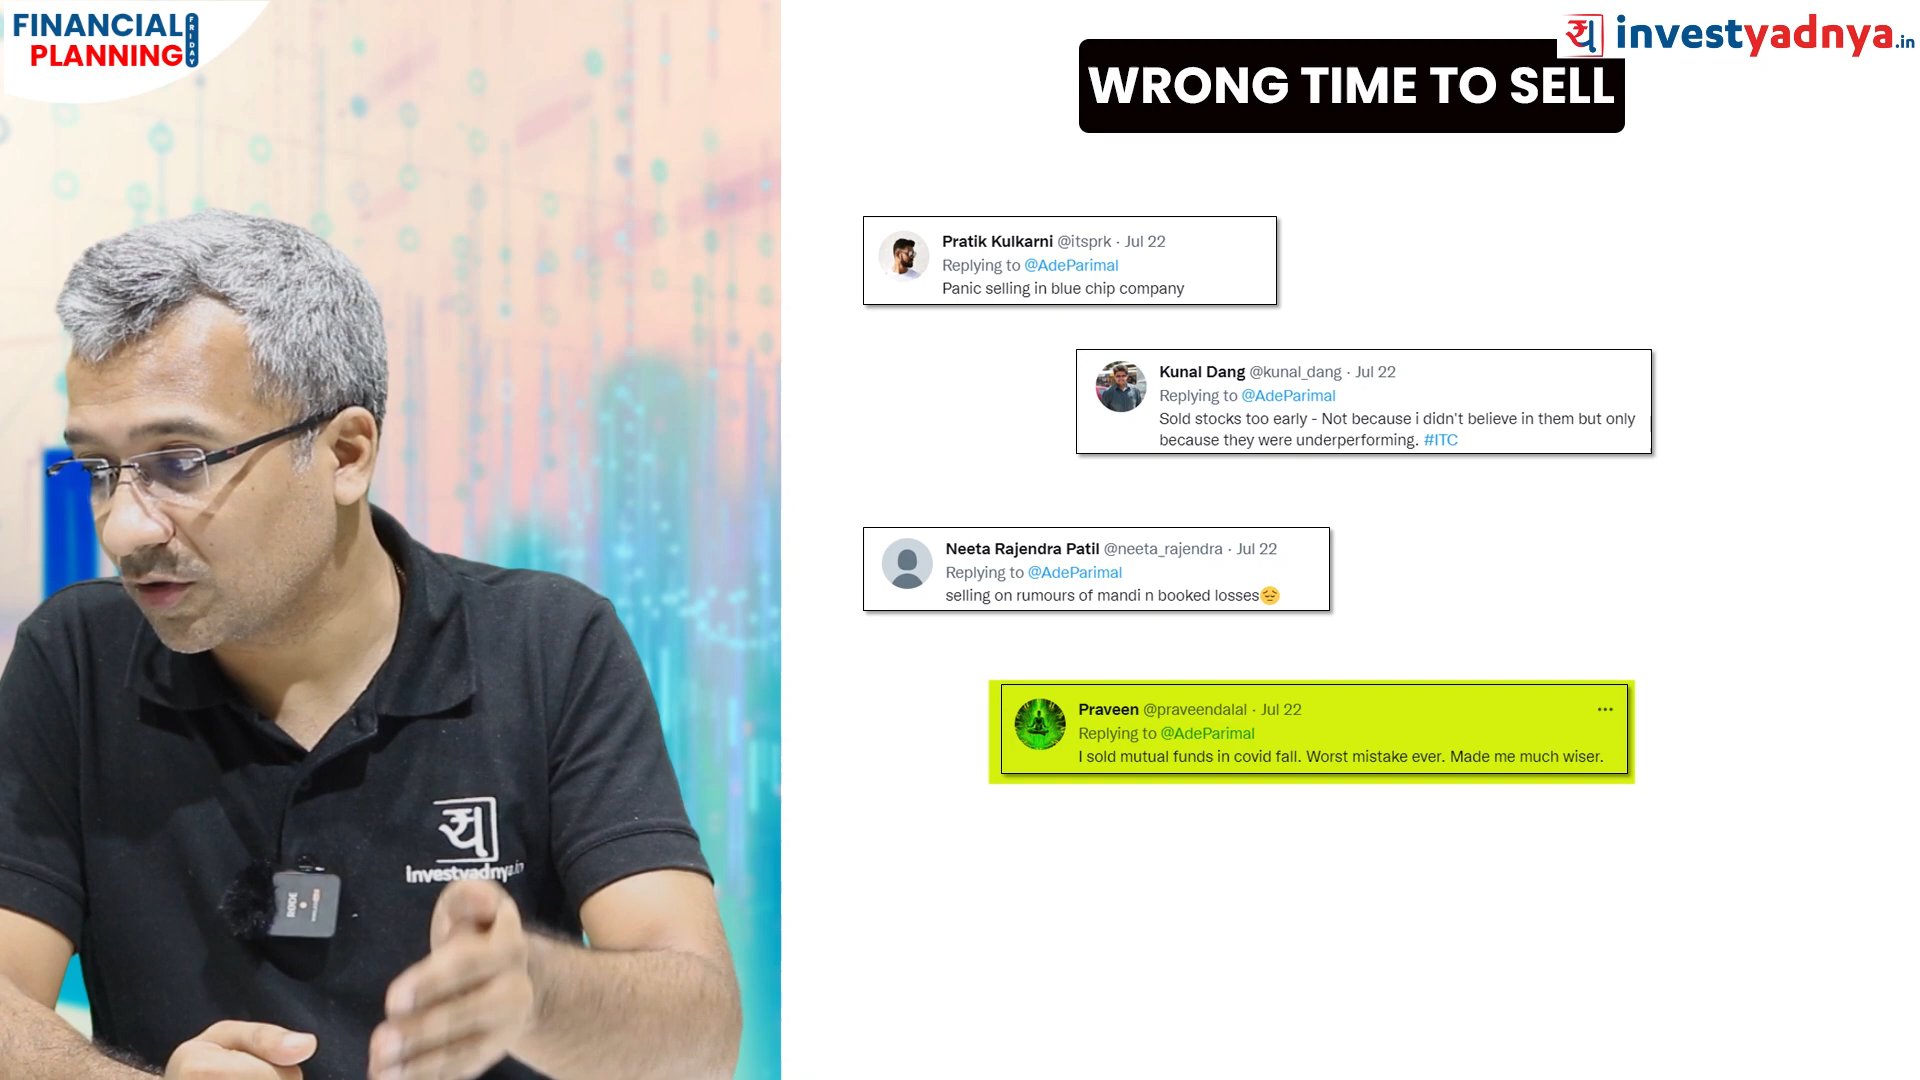 FINANCIAL
PLANNING
FRIDAY
investyadnya.in
WRONG TIME TO SELL
Pratik Kulkarni @itsprk · Jul 22
Replying to @AdeParimal
Panic selling in blue chip company
Kunal Dang @kunal_dang · Jul 22
Replying to @AdeParimal
Sold stocks too early - Not because i didn't believe in them but only
because they were underperforming. #ITC
Neeta Rajendra Patil @neeta_rajendra · Jul 22
Replying to @AdeParimal
selling on rumours of mandi n booked losses😔
Praveen @praveendalal · Jul 22
Replying to @AdeParimal
I sold mutual funds in covid fall. Worst mistake ever. Made me much wiser.
investyadnya.in
RODE